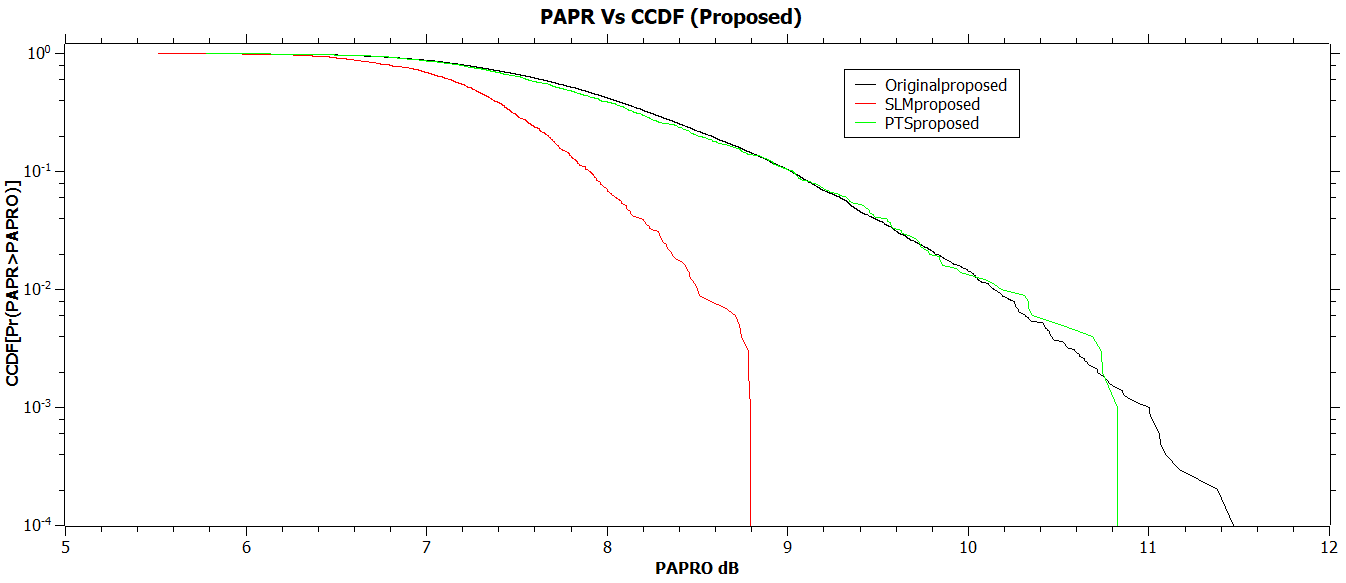 PAPR Vs CCDF (Proposed)
10^0
10^-1
10^-2
10^-3
10^-4
CCDF[Pr(PAPR>PAPRO)]
Originalproposed
SLMproposed
PTSproposed
5 6 7 8 9 10 11 12
PAPRO dB